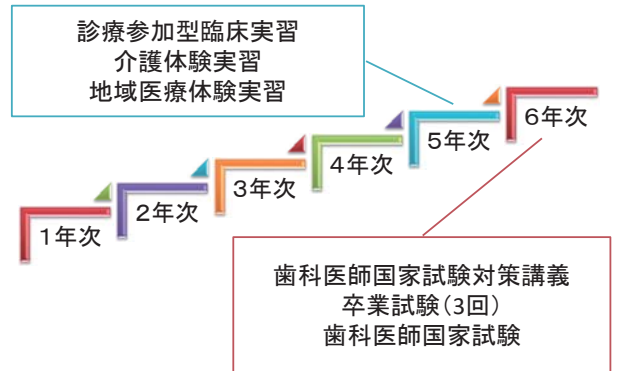 診療参加型臨床実習
介護体験実習
地域医療体験実習
6年次
5年次
4年次
3年次
2年次
1年次
歯科医師国家試験対策講義
卒業試験(3回)
歯科医師国家試験